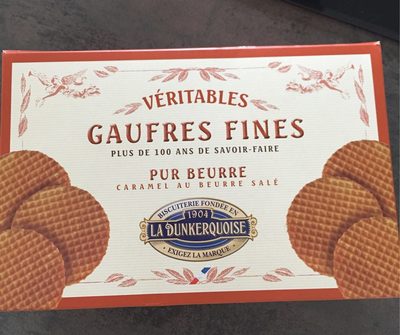 VÉRITABLES
GAUFRES FINES
PLUS DE 100 ANS DE SAVOIR-FAIRE
PUR BEURRE
CARAMEL AU BEURRE SALÉ
BISCUITERIE FONDÉE EN
1904
LA DUNKERQUOISE
• EXIGEZ LA MARQUE •